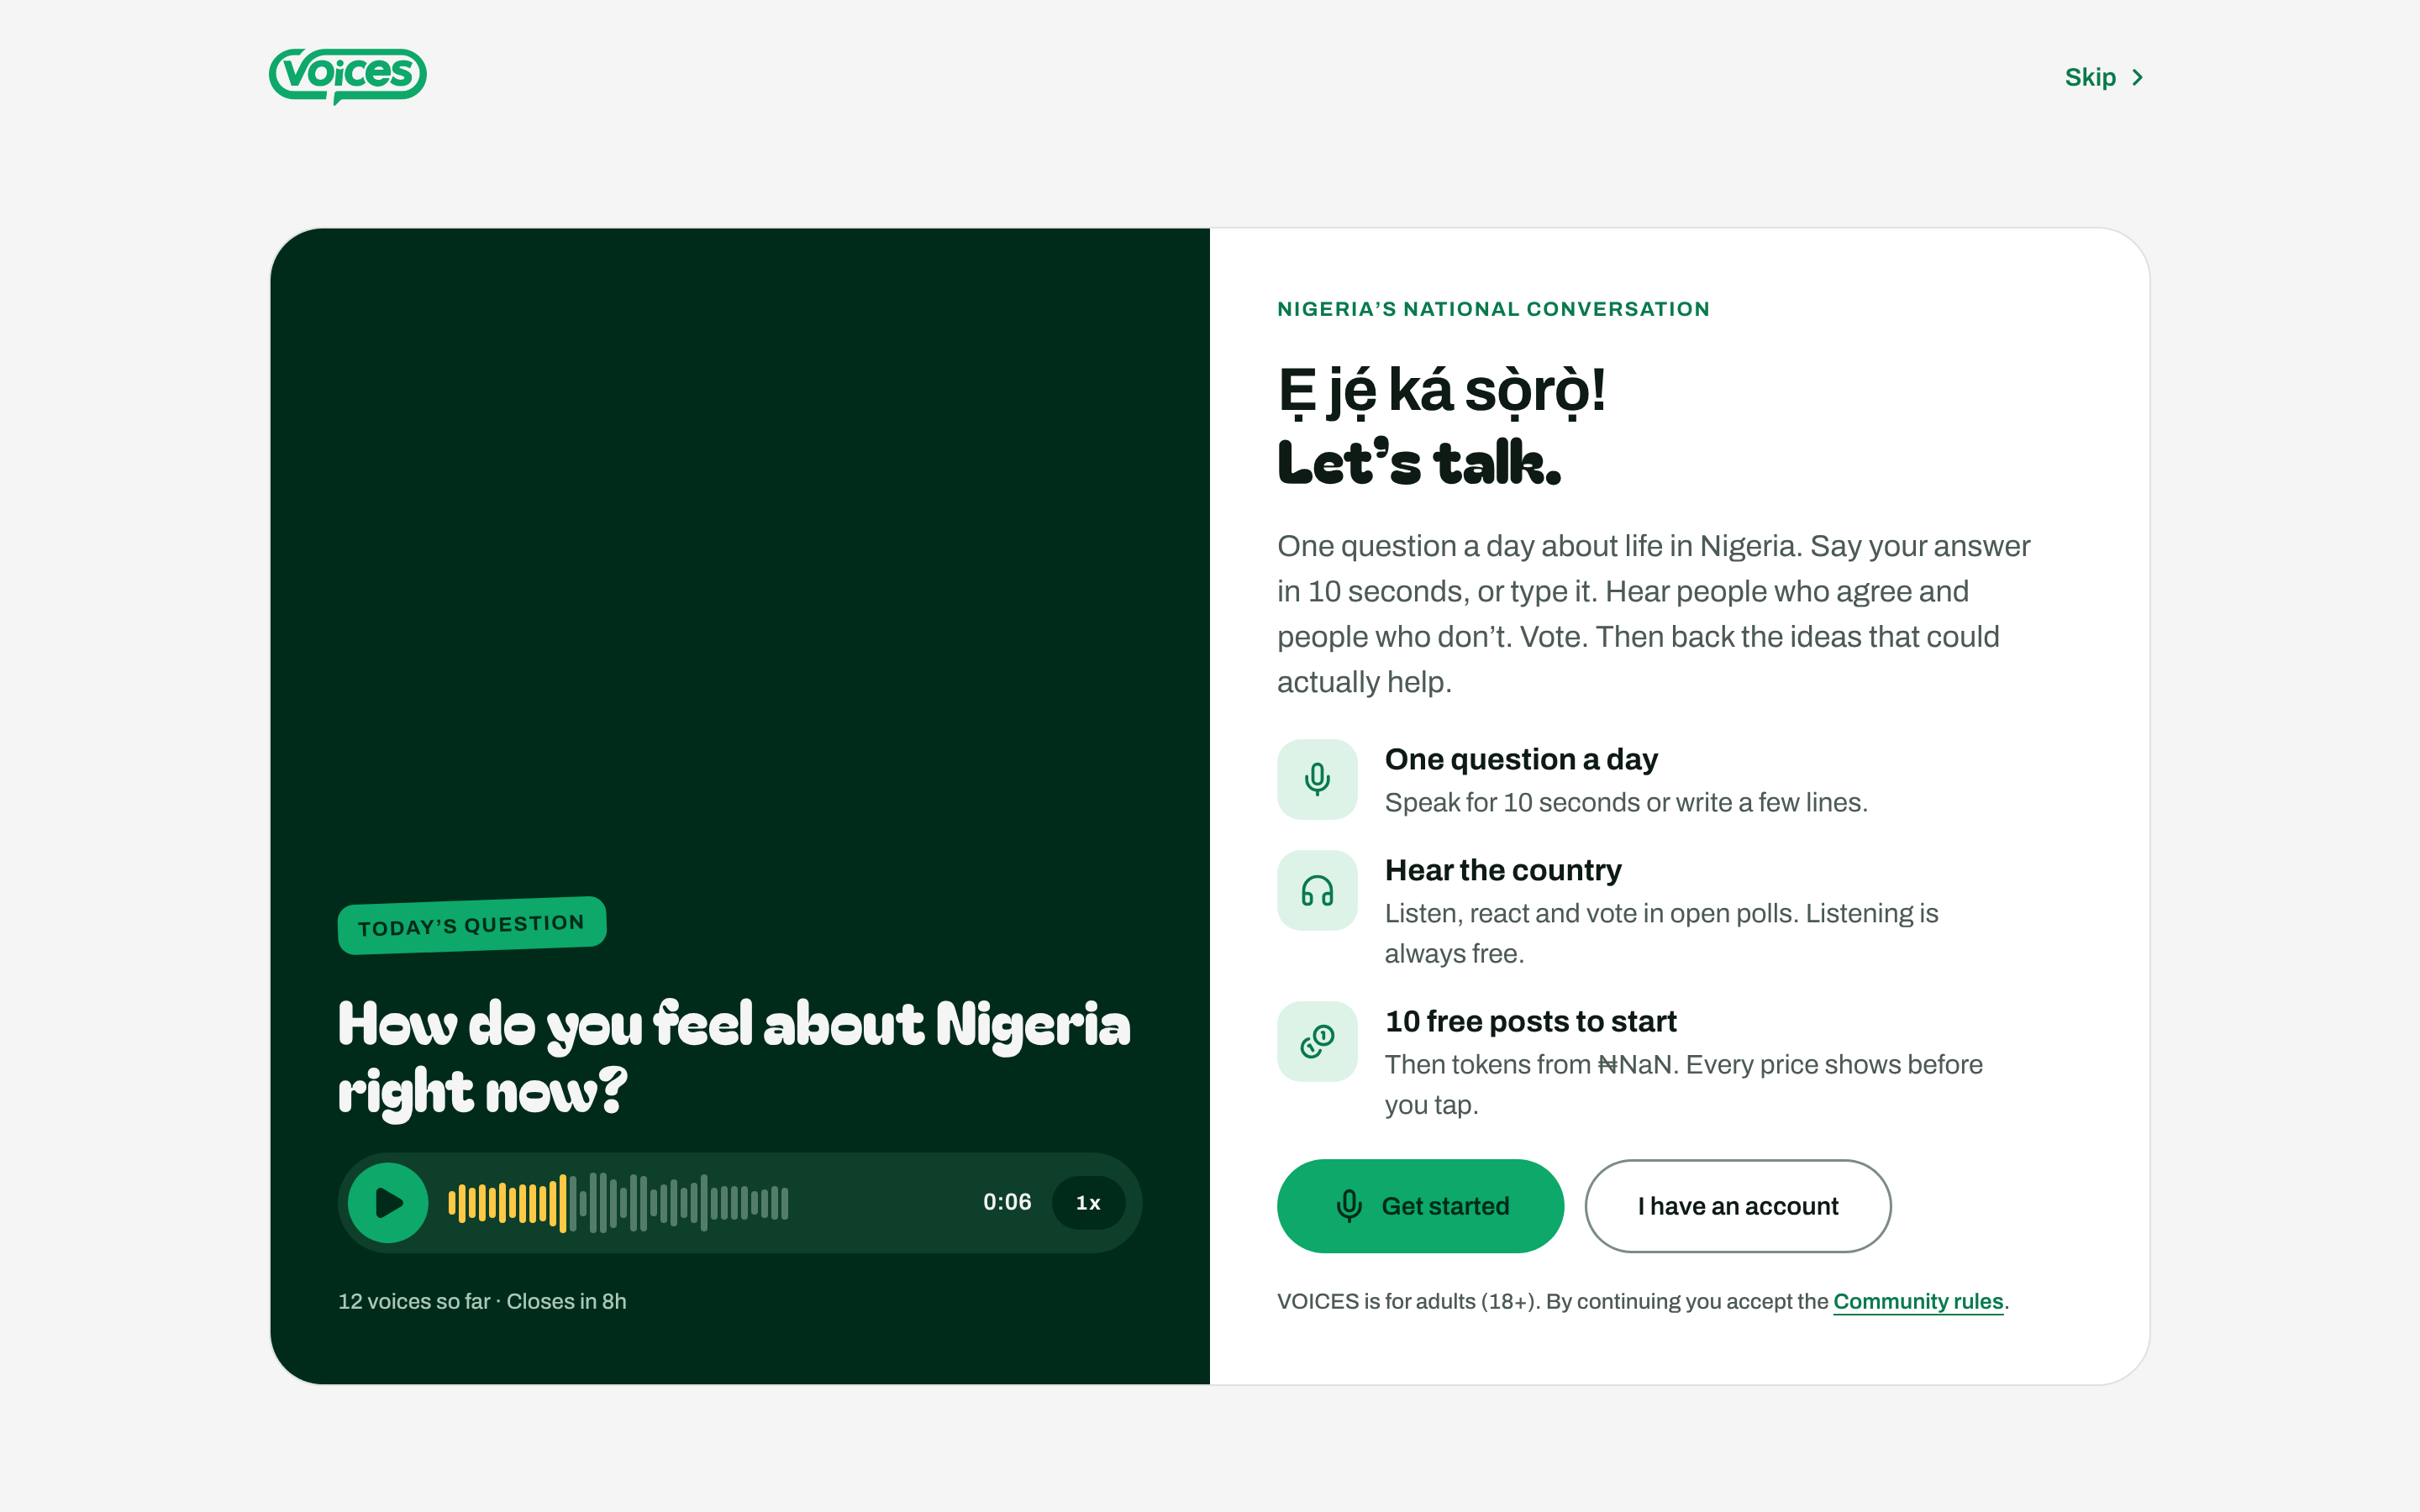 Voices
Skip
TODAY’S QUESTION
How do you feel about Nigeria
right now?
0:06
1x
12 voices so far · Closes in 8h
NIGERIA’S NATIONAL CONVERSATION
Ẹ jẹ́ ká sọ̀rọ̀!
Let’s talk.
One question a day about life in Nigeria. Say your answer
in 10 seconds, or type it. Hear people who agree and
people who don’t. Vote. Then back the ideas that could
actually help.
One question a day
Speak for 10 seconds or write a few lines.
Hear the country
Listen, react and vote in open polls. Listening is
always free.
10 free posts to start
Then tokens from ₦NaN. Every price shows before
you tap.
Get started
I have an account
VOICES is for adults (18+). By continuing you accept the Community rules.